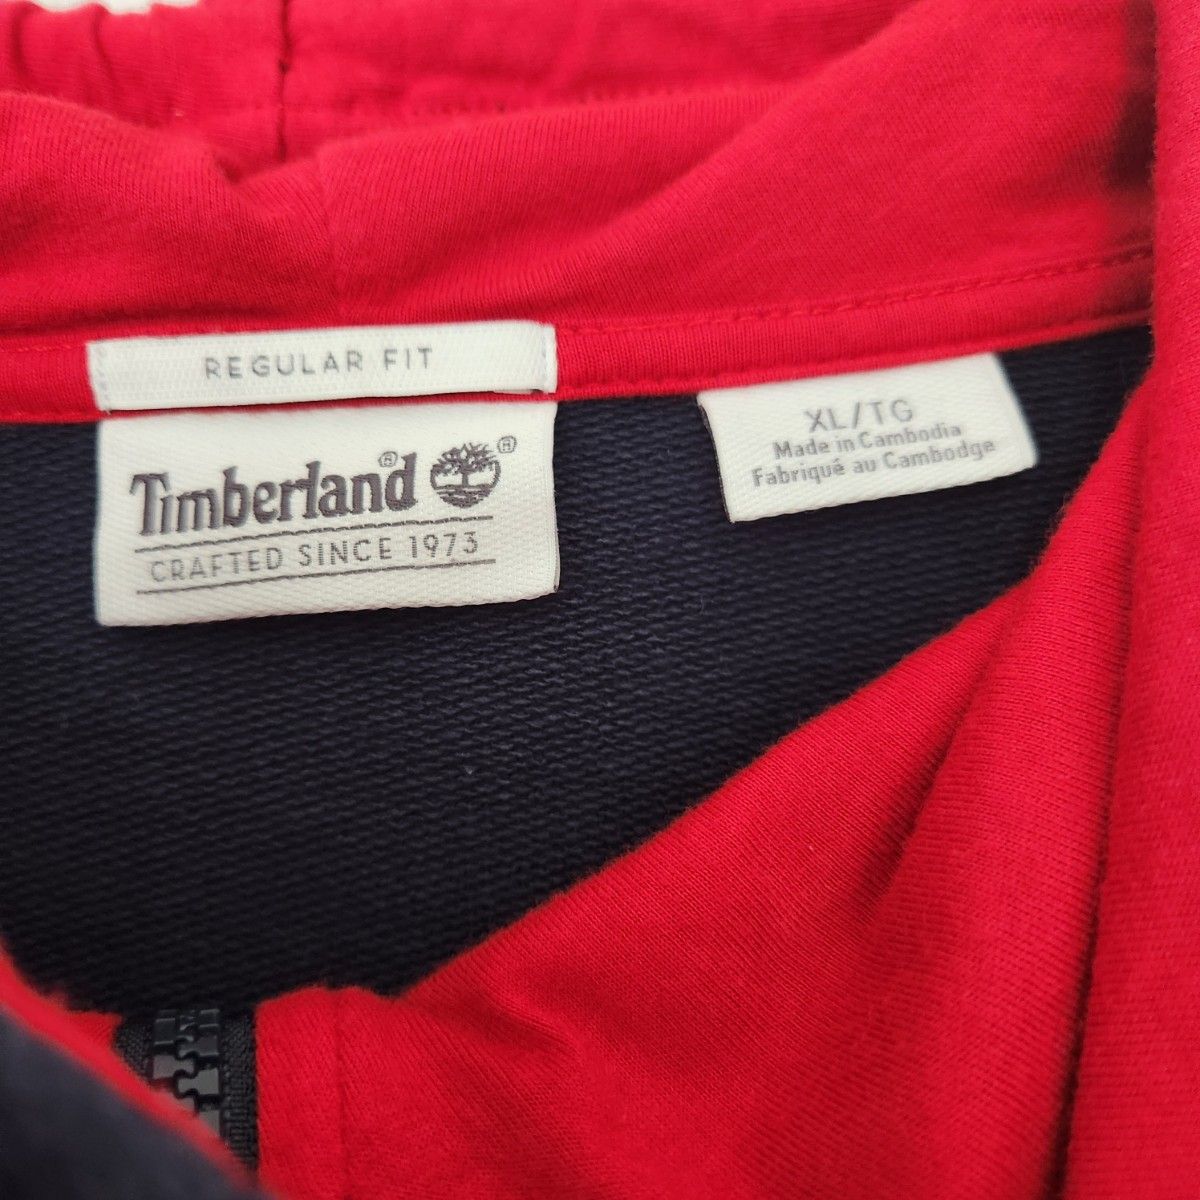 REGULAR FIT
Timberland® ®
CRAFTED SINCE 1973
XL/TG
Made in Cambodia
Fabriqué au Cambodge